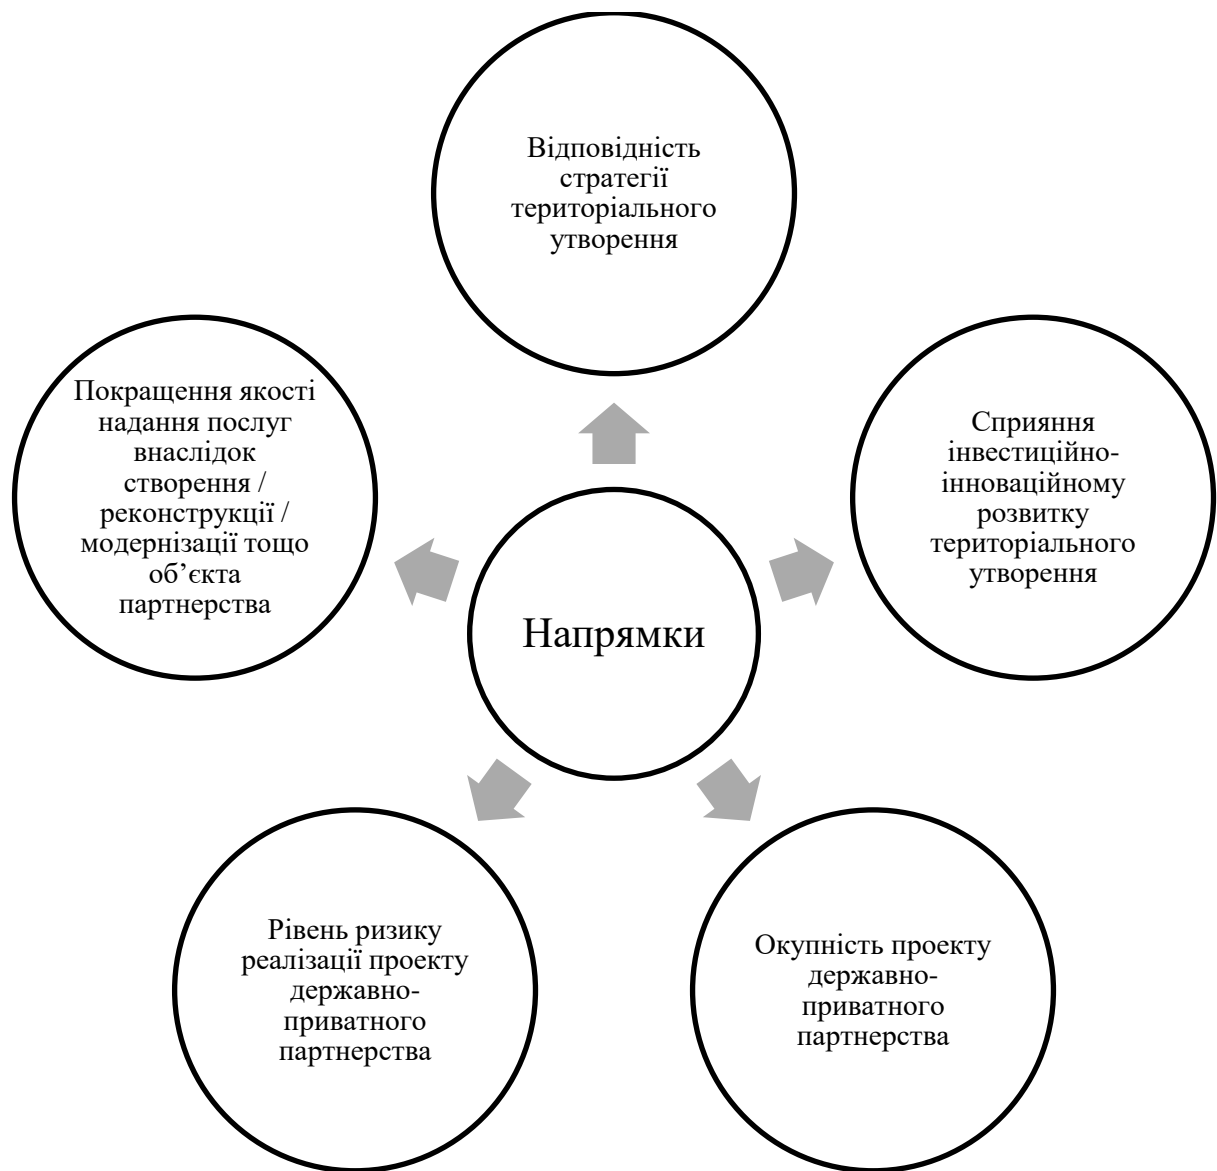 Відповідність
стратегії
територіального
утворення
Покращення якості
надання послуг
внаслідок
створення /
реконструкції /
модернізації тощо
об’єкта
партнерства
Сприяння
інвестиційно-
інноваційному
розвитку
територіального
утворення
Напрямки
Рівень ризику
реалізації проекту
державно-
приватного
партнерства
Окупність проекту
державно-
приватного
партнерства